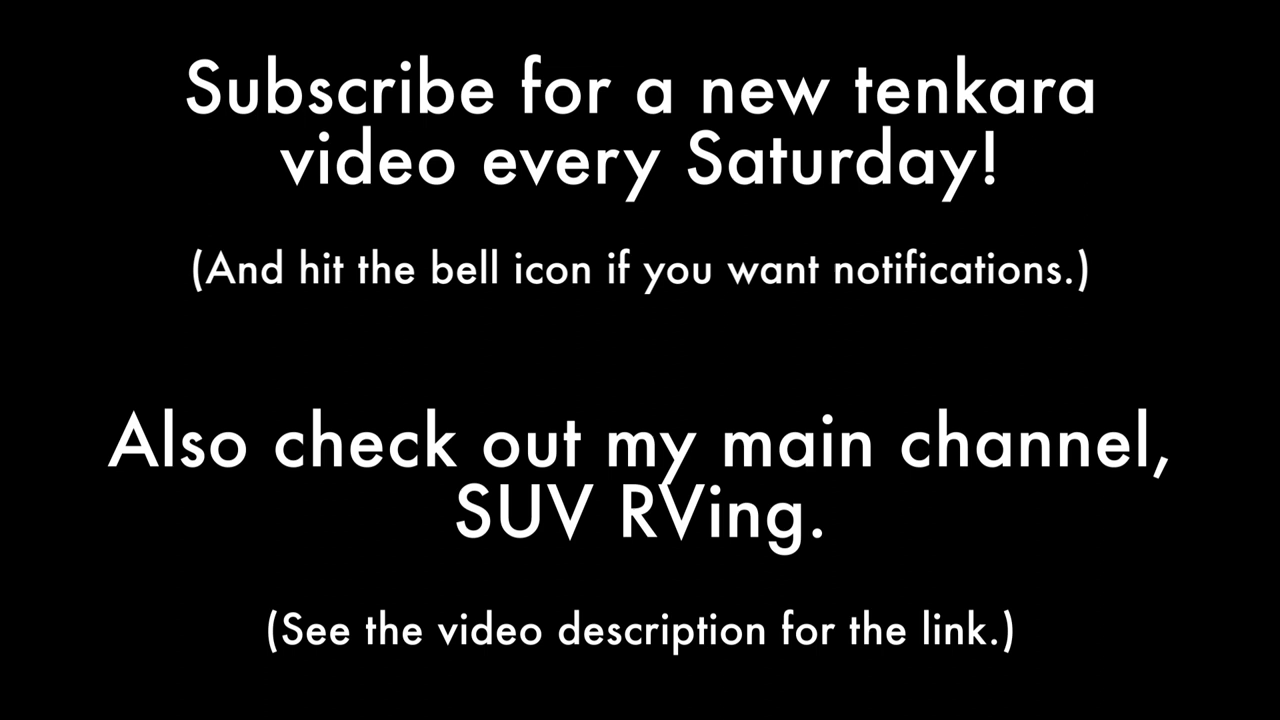 Subscribe for a new tenkara
video every Saturday!
(And hit the bell icon if you want notifications.)
Also check out my main channel,
SUV RVing.
(See the video description for the link.)